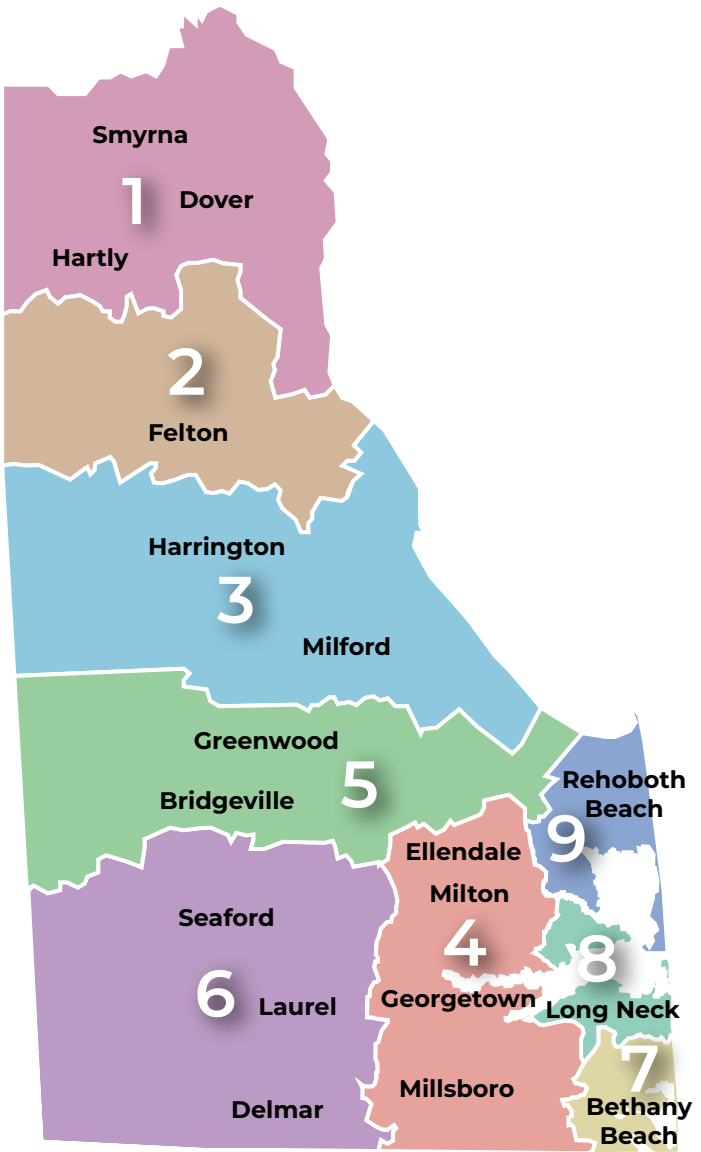 Smyrna
1
Dover
Hartly
2
Felton
Harrington
3
Milford
Greenwood
5
Bridgeville
Rehoboth
Beach
9
Ellendale
Milton
4
Georgetown
Millsboro
Seaford
6
Laurel
Delmar
8
Long Neck
7
Bethany
Beach